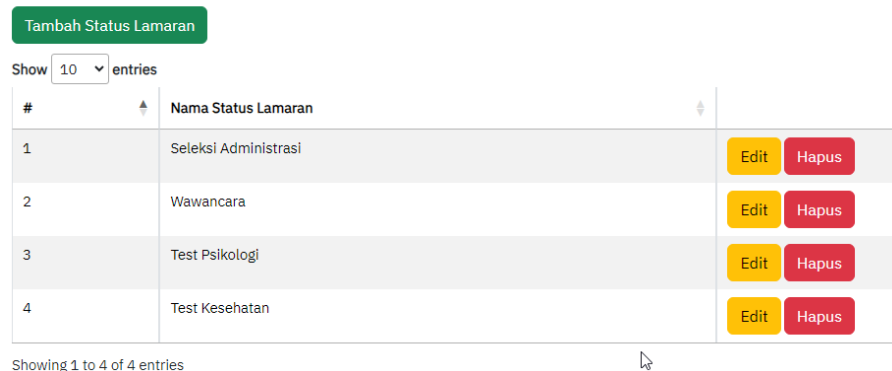 Tambah Status Lamaran
Show 10 entries
# Nama Status Lamaran
1 Seleksi Administrasi Edit Hapus
2 Wawancara Edit Hapus
3 Test Psikologi Edit Hapus
4 Test Kesehatan Edit Hapus
Showing 1 to 4 of 4 entries